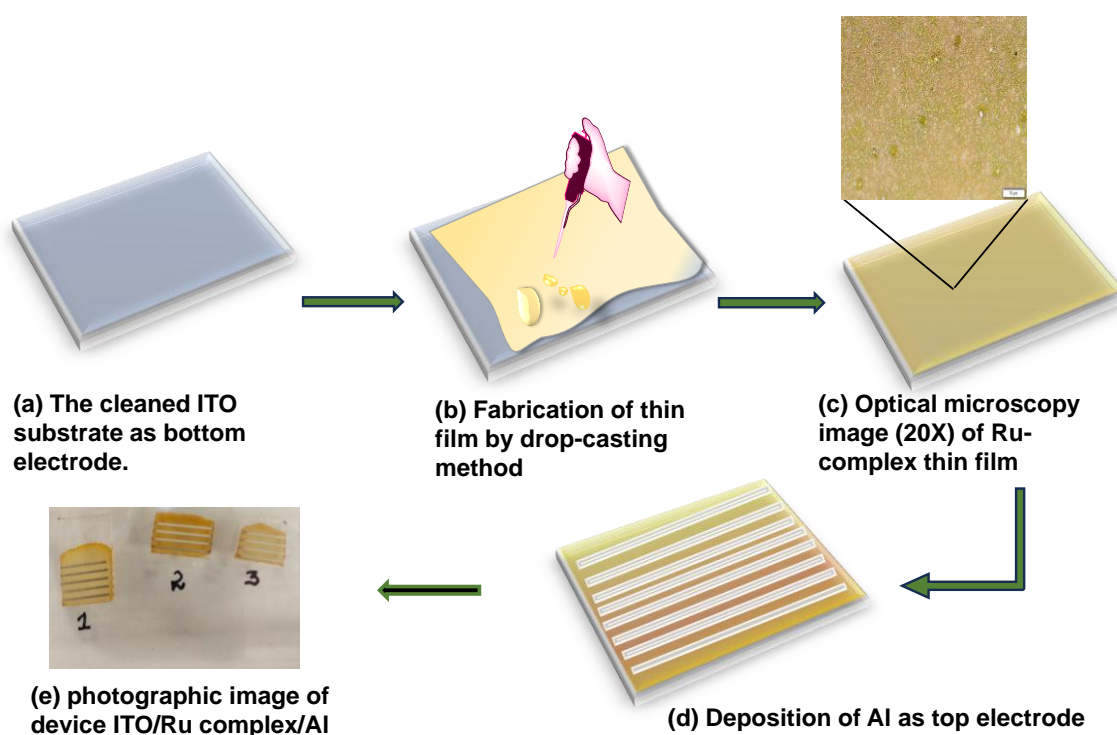 (a) The cleaned ITO
substrate as bottom
electrode.
(b) Fabrication of thin
film by drop-casting
method
(c) Optical microscopy
image (20X) of Ru-
complex thin film
(d) Deposition of Al as top electrode
(e) photographic image of
device ITO/Ru complex/Al
1
2
3